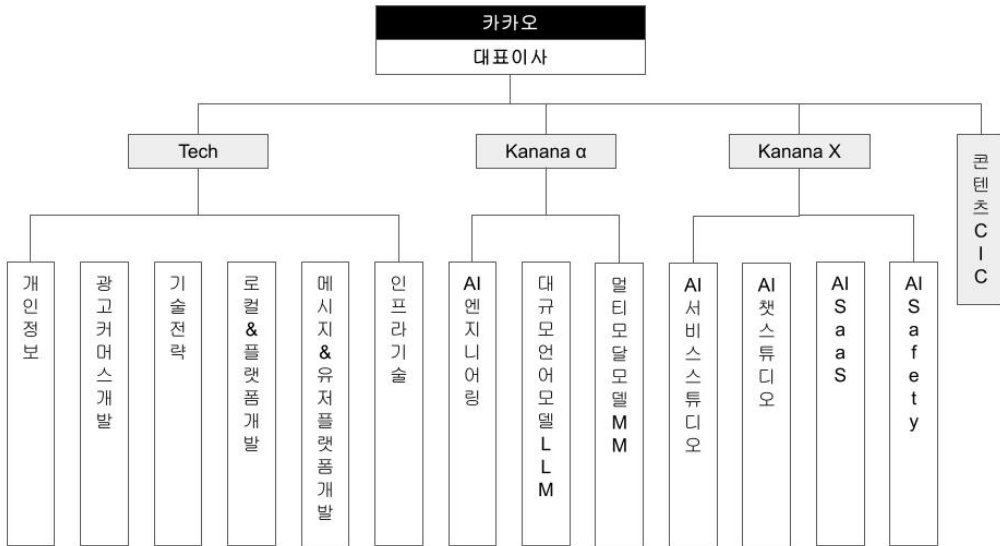 카카오
대표이사
Tech
Kanana α
Kanana X
콘텐츠CIC
개인정보
광고커머스개발
기술전략
로컬&플랫폼개발
메시지&유저플랫폼개발
인프라기술
AI엔지니어링
대규모언어모델LLM
멀티모달모델MM
AI서비스스튜디오
AI챗스튜디오
AISaaS
AISafety